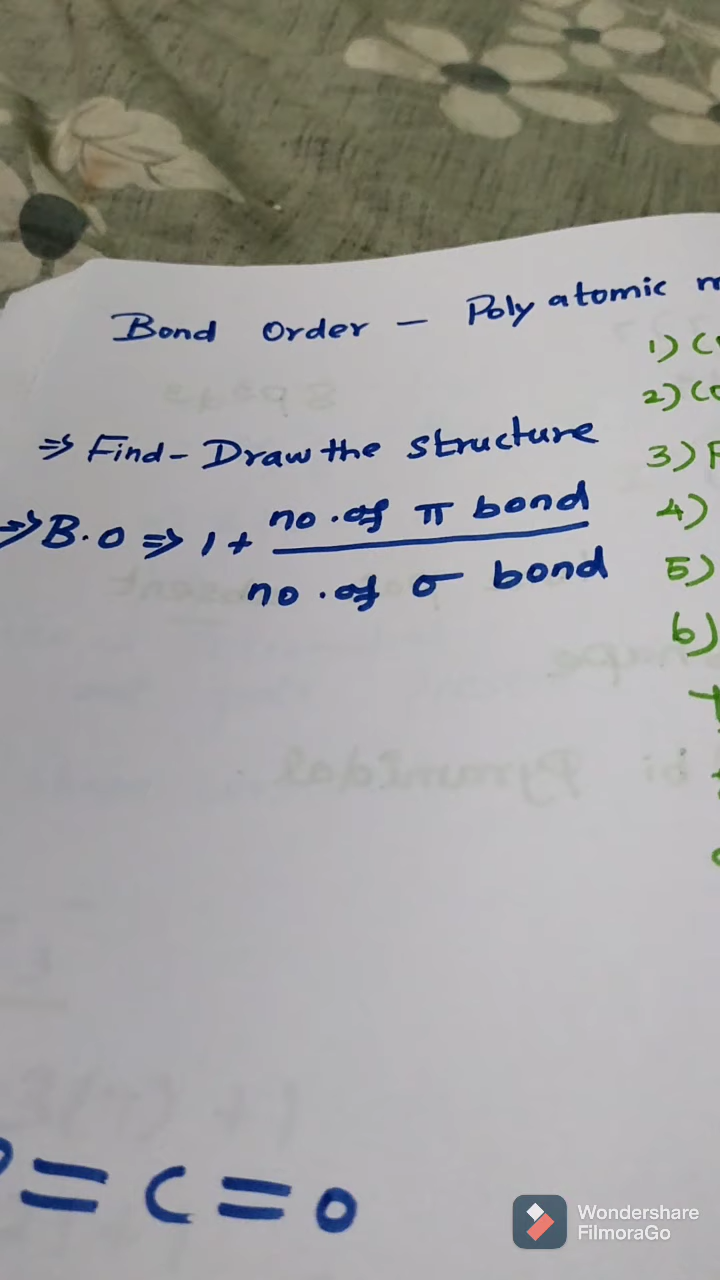 Bond Order - Poly atomic
1)
2)
3)
4)
5)
6)
⇒ Find - Draw the structure
⇒ B.O ⇒ 1 + no. of π bond
no. of σ bond
= C = O
Wondershare
FilmoraGo